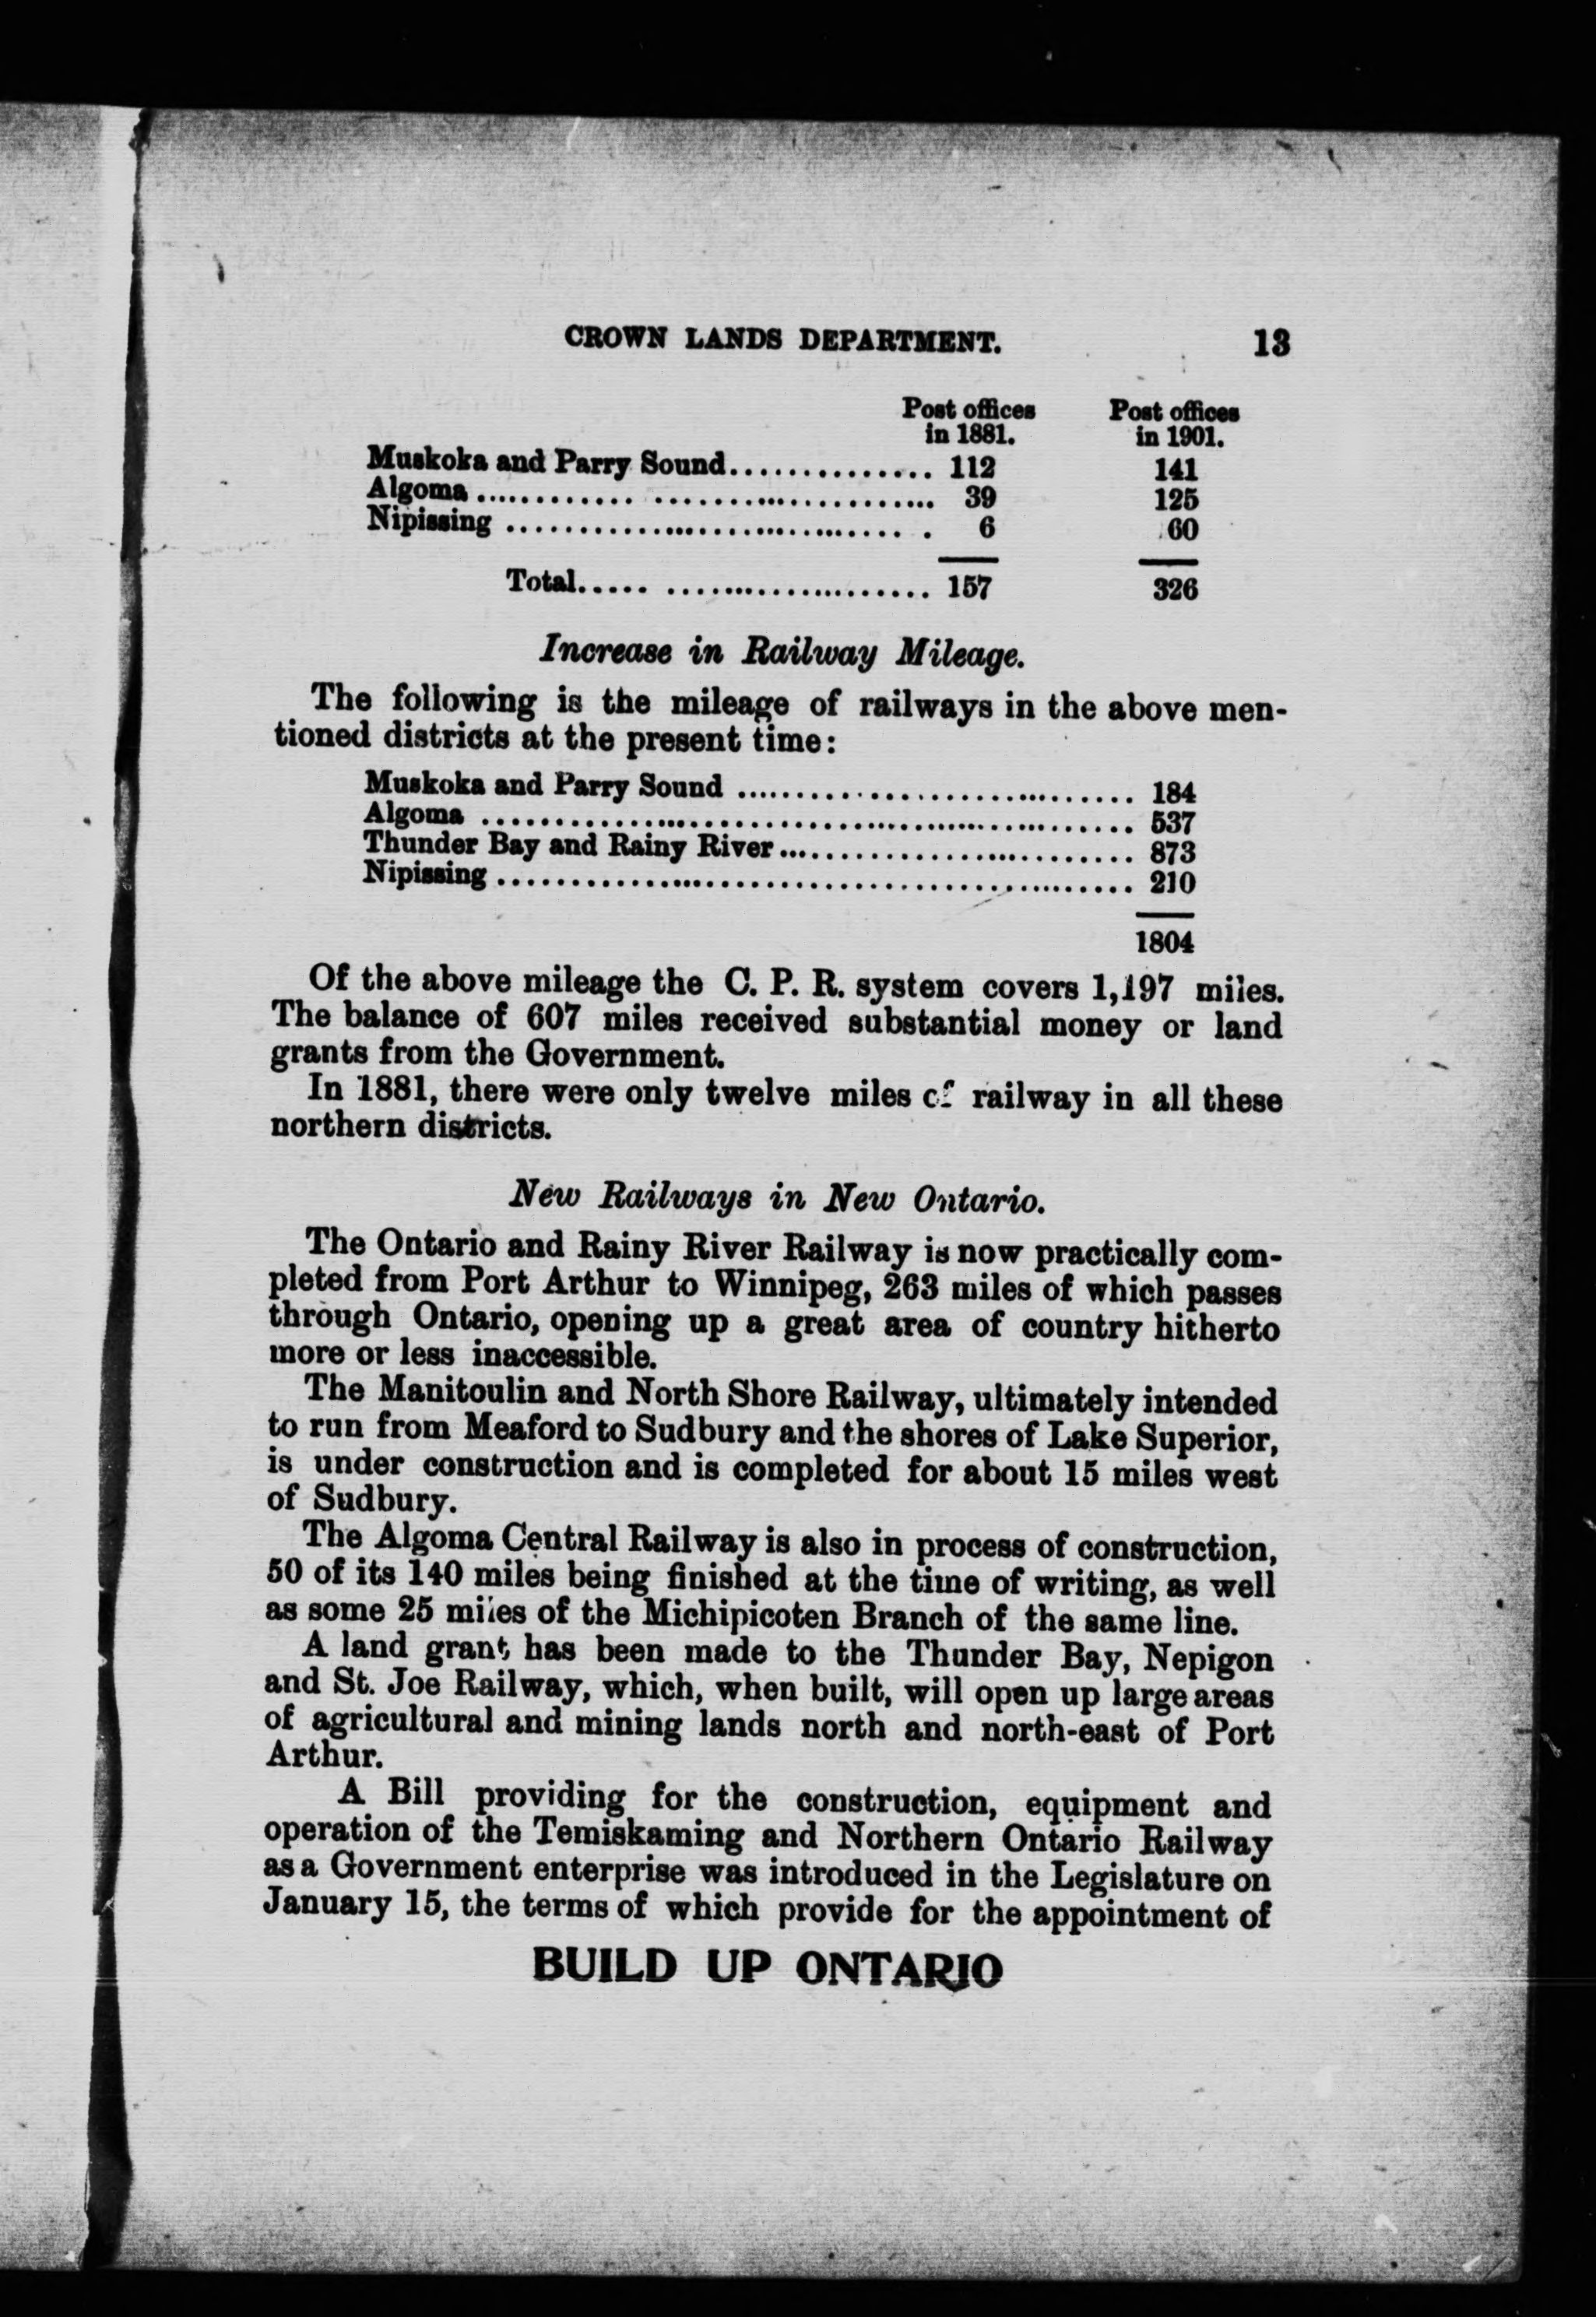 CROWN LANDS DEPARTMENT. 13
Post offices Post offices
in 1881. in 1901.
Muskoka and Parry Sound.............. 112 141
Algoma .............................. 39 125
Nipissing ............................. 6 60
Total........................ 157 326
Increase in Railway Mileage.
The following is the mileage of railways in the above men-
tioned districts at the present time:
Muskoka and Parry Sound ........................... 184
Algoma ............................................. 537
Thunder Bay and Rainy River........................ 873
Nipissing ........................................... 210
1804
Of the above mileage the C. P. R. system covers 1,197 miles.
The balance of 607 miles received substantial money or land
grants from the Government.
In 1881, there were only twelve miles of railway in all these
northern districts.
New Railways in New Ontario.
The Ontario and Rainy River Railway is now practically com-
pleted from Port Arthur to Winnipeg, 263 miles of which passes
through Ontario, opening up a great area of country hitherto
more or less inaccessible.
The Manitoulin and North Shore Railway, ultimately intended
to run from Meaford to Sudbury and the shores of Lake Superior,
is under construction and is completed for about 15 miles west
of Sudbury.
The Algoma Central Railway is also in process of construction,
50 of its 140 miles being finished at the time of writing, as well
as some 25 miles of the Michipicoten Branch of the same line.
A land grant has been made to the Thunder Bay, Nepigon
and St. Joe Railway, which, when built, will open up large areas
of agricultural and mining lands north and north-east of Port
Arthur.
A Bill providing for the construction, equipment and
operation of the Temiskaming and Northern Ontario Railway
as a Government enterprise was introduced in the Legislature on
January 15, the terms of which provide for the appointment of
BUILD UP ONTARIO